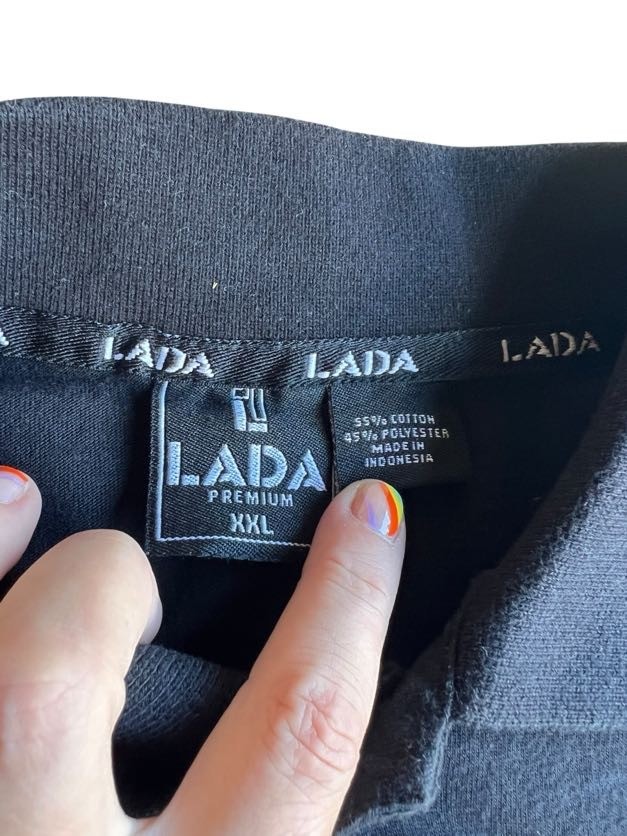 LADA LADA LADA
LADA
PREMIUM
XXL
55% COTTON
45% POLYESTER
MADE IN
INDONESIA